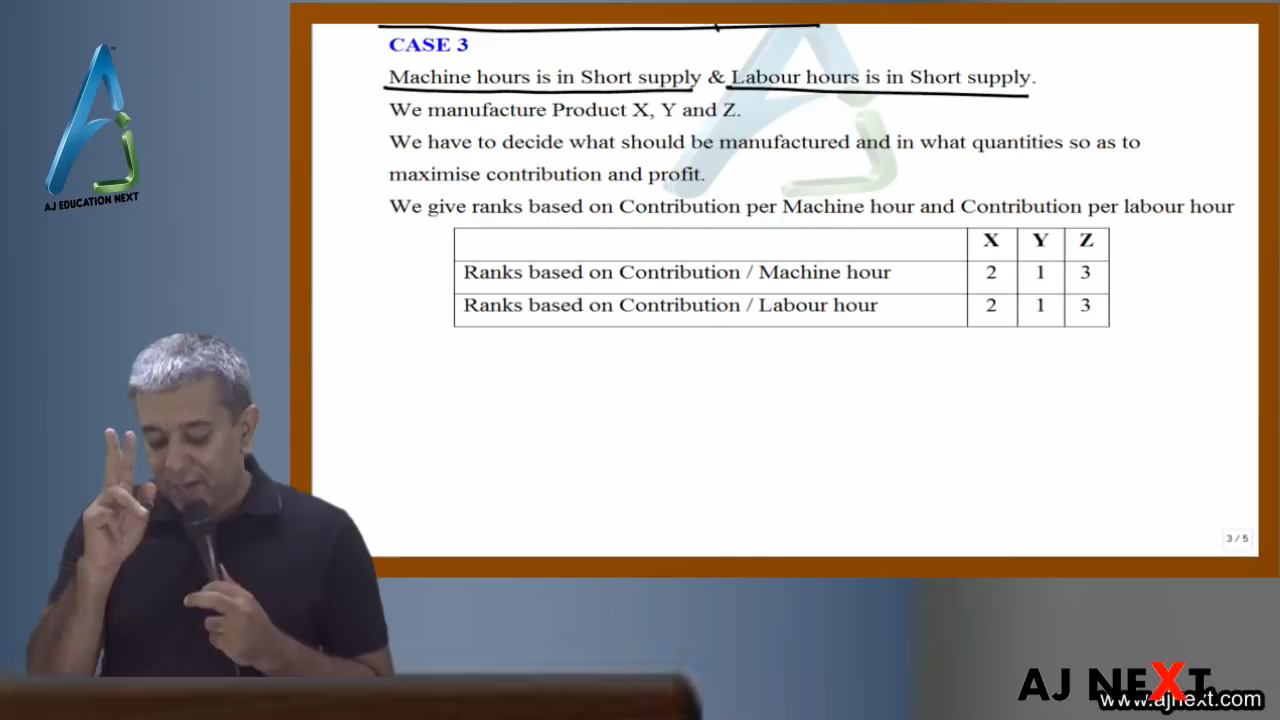 AJ EDUCATION NEXT
CASE 3
Machine hours is in Short supply & Labour hours is in Short supply.
We manufacture Product X, Y and Z.
We have to decide what should be manufactured and in what quantities so as to
maximise contribution and profit.
We give ranks based on Contribution per Machine hour and Contribution per labour hour
X Y Z
Ranks based on Contribution / Machine hour 2 1 3
Ranks based on Contribution / Labour hour 2 1 3
3 / 5
AJ NEXT
www.ajnext.com